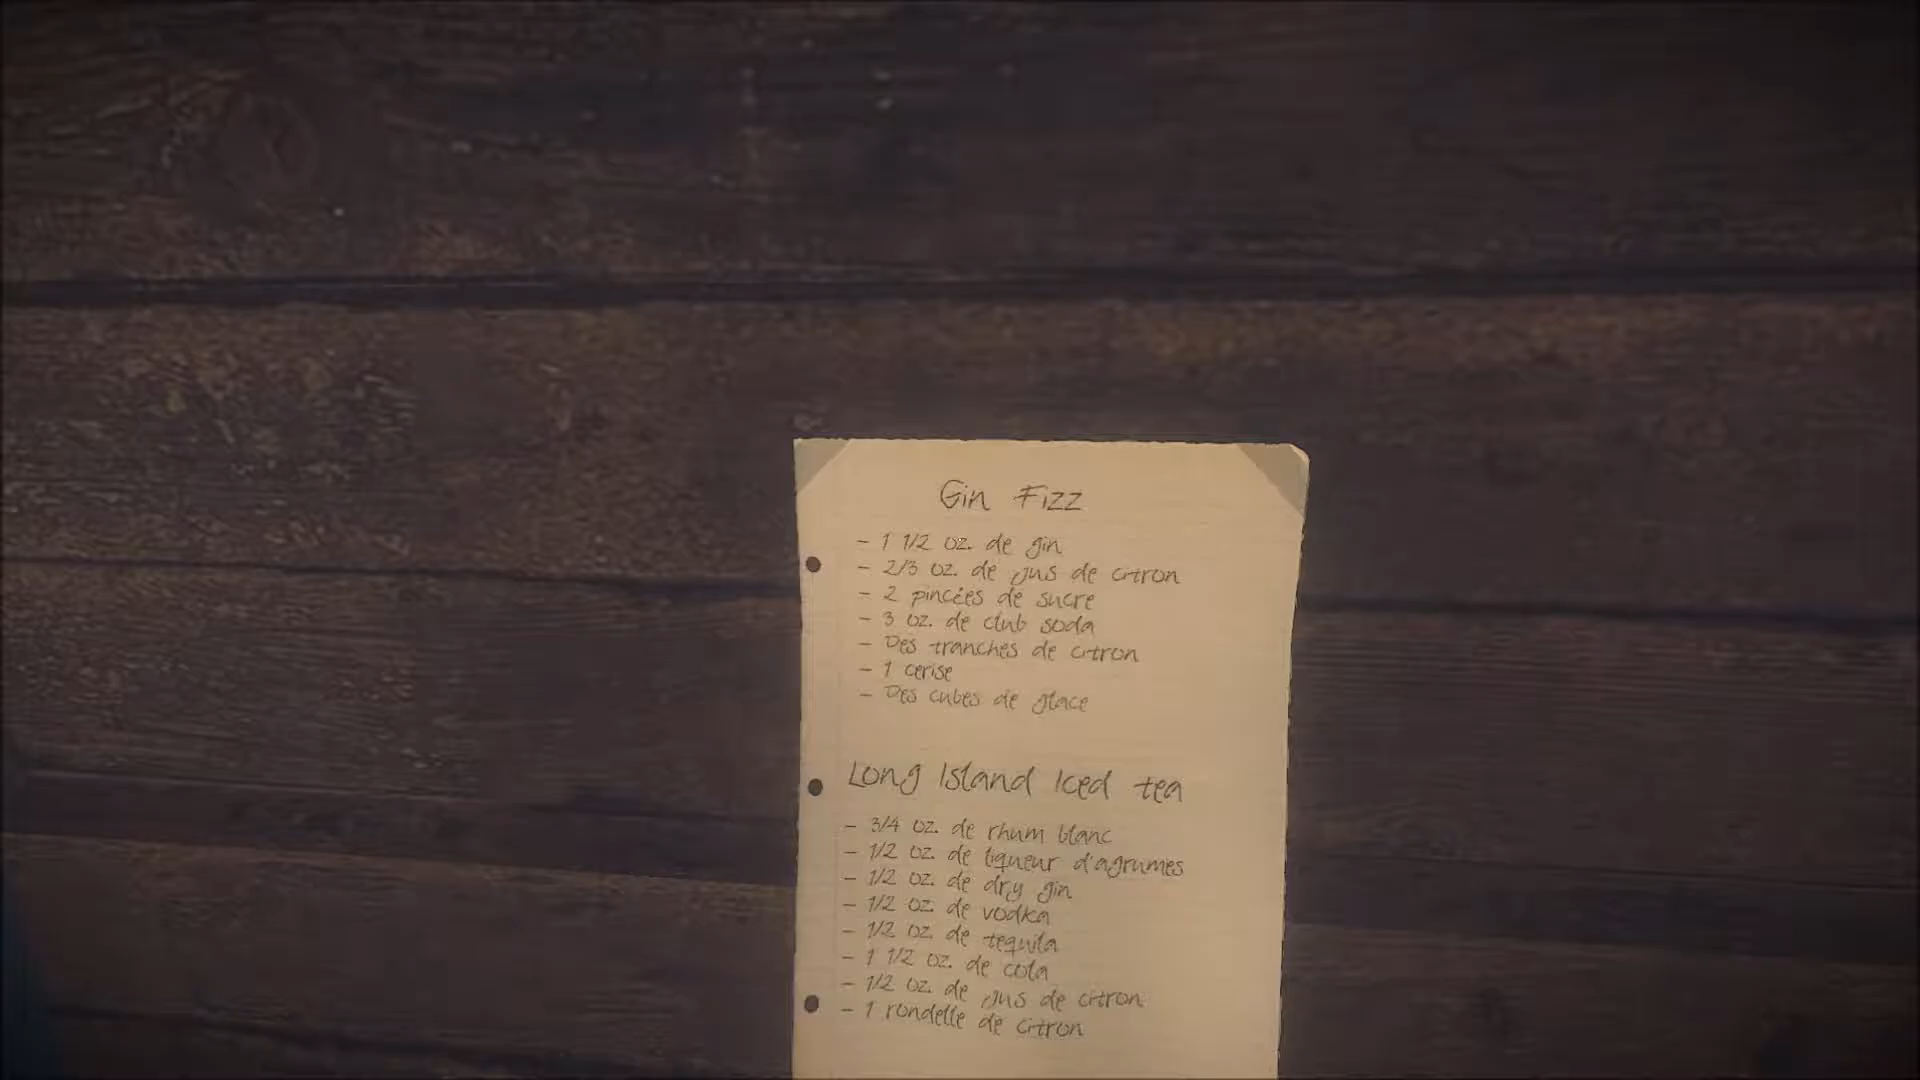 Gin Fizz
- 1 1/2 oz. de gin
- 2/3 oz. de jus de citron
- 2 pincées de sucre
- 3 oz. de club soda
- Des tranches de citron
- 1 cerise
- Des cubes de glace
Long Island Iced tea
- 3/4 oz. de rhum blanc
- 1/2 oz. de liqueur d'agrumes
- 1/2 oz. de dry gin
- 1/2 oz. de vodka
- 1/2 oz. de tequila
- 1 1/2 oz. de cola
- 1/2 oz. de jus de citron
- 1 rondelle de citron